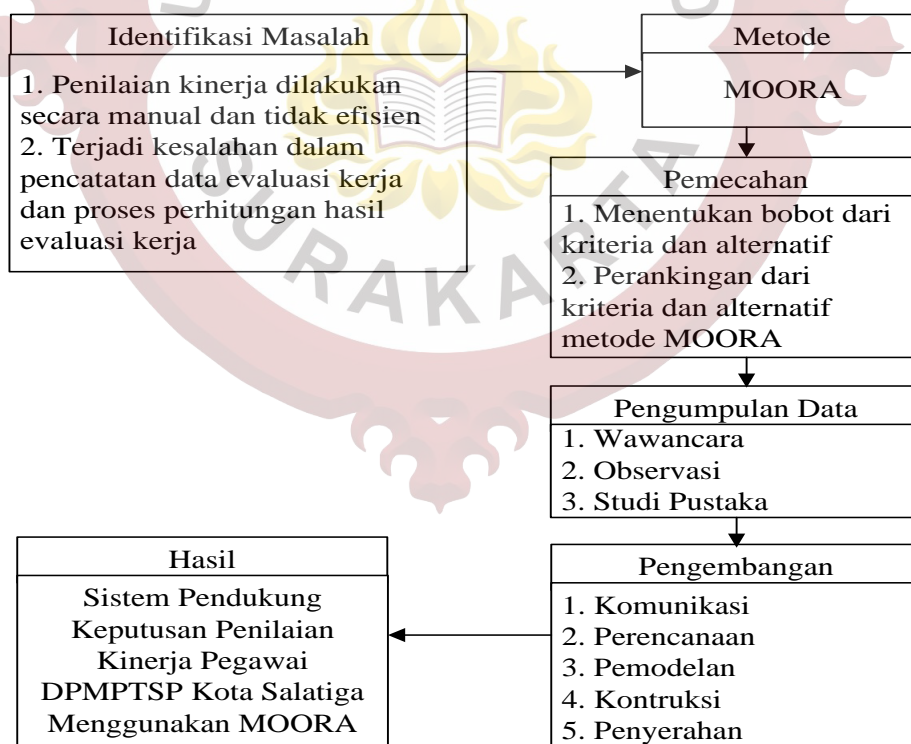 Identifikasi Masalah
1. Penilaian kinerja dilakukan
secara manual dan tidak efisien
2. Terjadi kesalahan dalam
pencatatan data evaluasi kerja
dan proses perhitungan hasil
evaluasi kerja
Metode
MOORA
Pemecahan
1. Menentukan bobot dari
kriteria dan alternatif
2. Perankingan dari
kriteria dan alternatif
metode MOORA
Pengumpulan Data
1. Wawancara
2. Observasi
3. Studi Pustaka
Pengembangan
1. Komunikasi
2. Perencanaan
3. Pemodelan
4. Kontruksi
5. Penyerahan
Hasil
Sistem Pendukung
Keputusan Penilaian
Kinerja Pegawai
DPMPTSP Kota Salatiga
Menggunakan MOORA
SURAKARTA